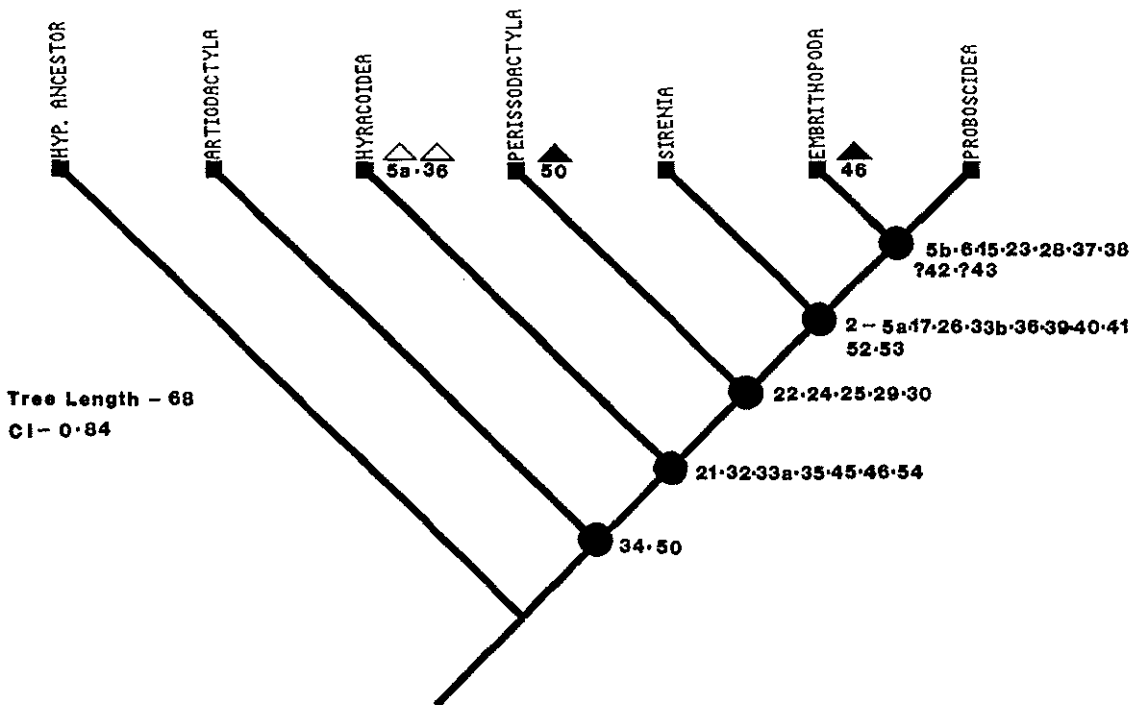 HYP. ANCESTOR
ARTIODACTYLA
HYRACOIDEA
PERISSODACTYLA
SIRENIA
EMBRITHOPODA
PROBOSCIDEA
5a·36
50
46
5b·6·15·23·28·37·38
?42·?43
2–5a·17·26·33b·36·39·40·41
52·53
22·24·25·29·30
21·32·33a·35·45·46·54
34·50
Tree Length – 68
CI – 0·84